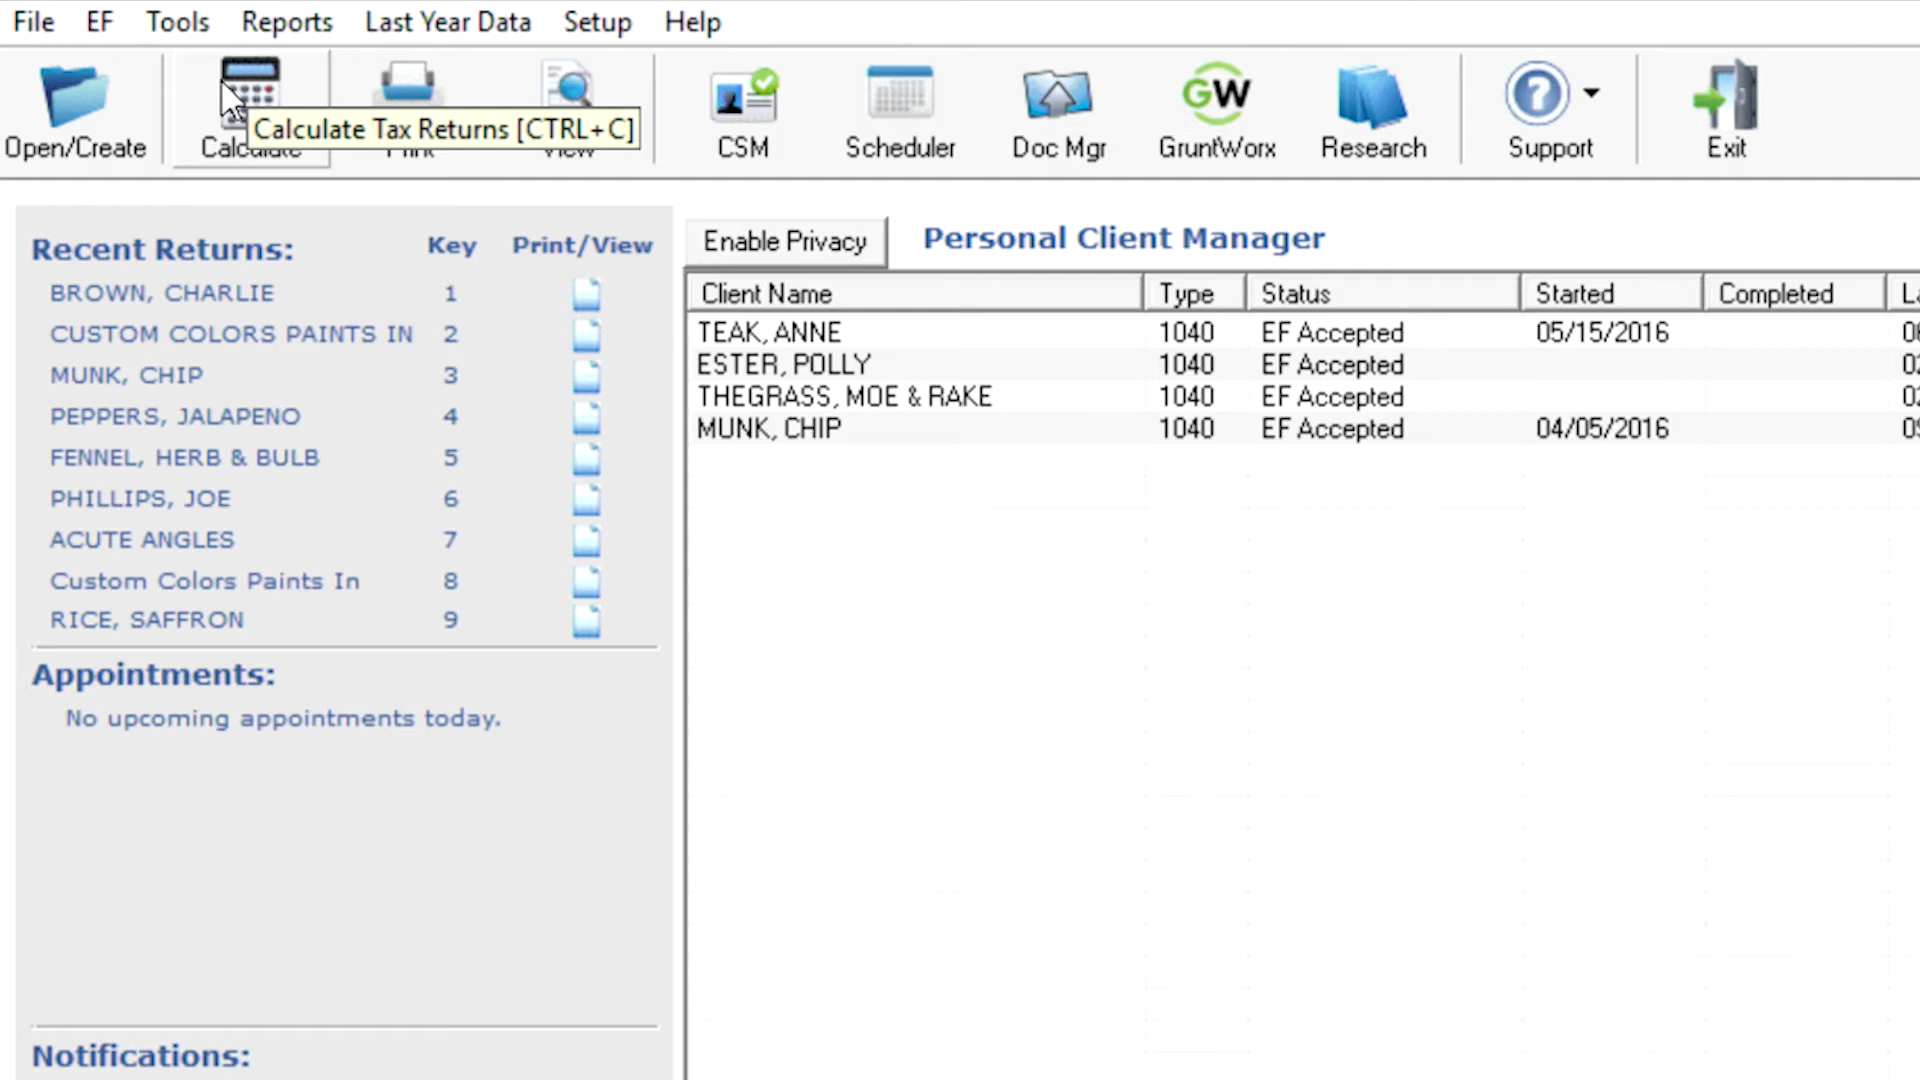 File EF Tools Reports Last Year Data Setup Help
Open/Create Calculate Print View CSM Scheduler Doc Mgr GruntWorx Research Support Exit
Calculate Tax Returns [CTRL+C]
GW
Recent Returns: Key Print/View
BROWN, CHARLIE 1
CUSTOM COLORS PAINTS IN 2
MUNK, CHIP 3
PEPPERS, JALAPENO 4
FENNEL, HERB & BULB 5
PHILLIPS, JOE 6
ACUTE ANGLES 7
Custom Colors Paints In 8
RICE, SAFFRON 9
Appointments:
No upcoming appointments today.
Notifications:
Enable Privacy Personal Client Manager
Client Name Type Status Started Completed
TEAK, ANNE 1040 EF Accepted 05/15/2016
ESTER, POLLY 1040 EF Accepted
THEGRASS, MOE & RAKE 1040 EF Accepted
MUNK, CHIP 1040 EF Accepted 04/05/2016